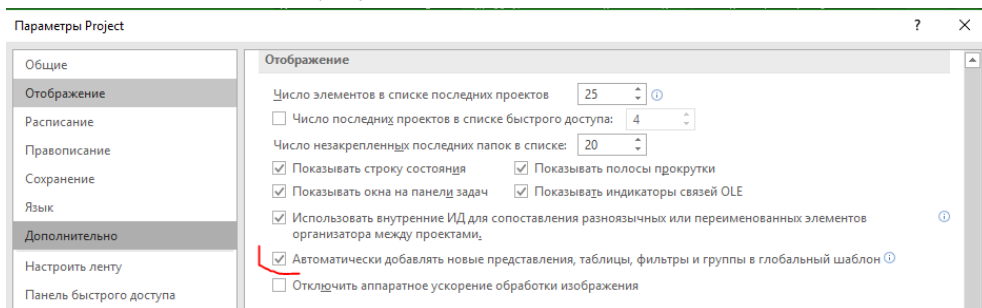 Параметры Project ? ×
Общие
Отображение
Расписание
Правописание
Сохранение
Язык
Дополнительно
Настроить ленту
Панель быстрого доступа
Отображение
Число элементов в списке последних проектов 25
Число последних проектов в списке быстрого доступа: 4
Число незакрепленных последних папок в списке: 20
Показывать строку состояния Показывать полосы прокрутки
Показывать окна на панели задач Показывать индикаторы связей OLE
Использовать внутренние ИД для сопоставления разноязычных или переименованных элементов
организатора между проектами.
Автоматически добавлять новые представления, таблицы, фильтры и группы в глобальный шаблон
Отключить аппаратное ускорение обработки изображения